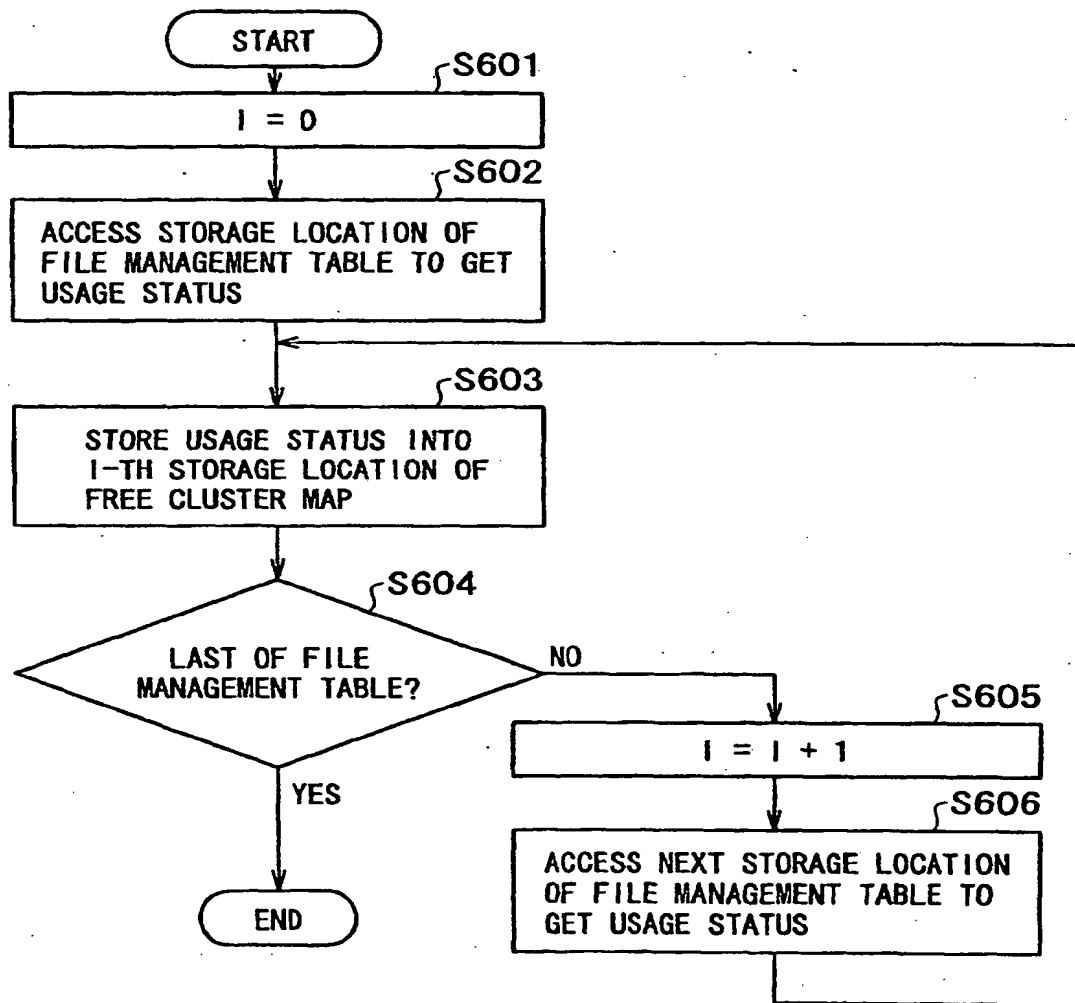 START
S601
I = 0
S602
ACCESS STORAGE LOCATION OF
FILE MANAGEMENT TABLE TO GET
USAGE STATUS
S603
STORE USAGE STATUS INTO
I-TH STORAGE LOCATION OF
FREE CLUSTER MAP
S604
LAST OF FILE
MANAGEMENT TABLE?
NO
YES
END
S605
I = I + 1
S606
ACCESS NEXT STORAGE LOCATION
OF FILE MANAGEMENT TABLE TO
GET USAGE STATUS